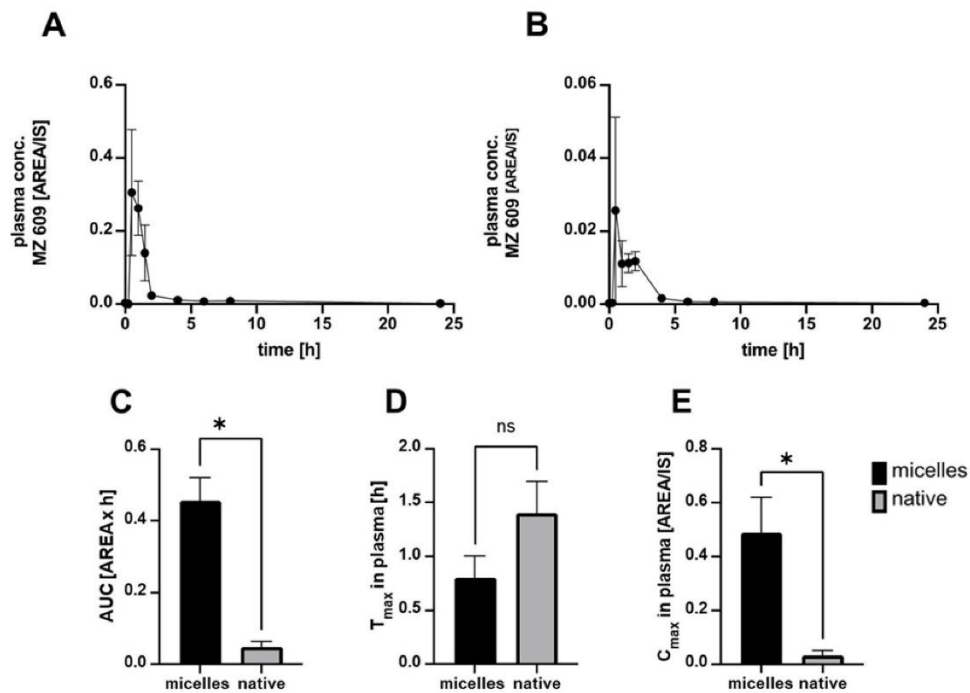 A
B
plasma conc.
MZ 609 [AREA/IS]
0.6
0.4
0.2
0.0
0 5 10 15 20 25
time [h]
plasma conc.
MZ 609 [AREA/IS]
0.06
0.04
0.02
0.00
0 5 10 15 20 25
time [h]
C
D
E
AUC [AREA x h]
0.6
0.4
0.2
0.0
*
micelles native
T max in plasma [h]
2.0
1.5
1.0
0.5
0.0
ns
micelles native
C max in plasma [AREA/IS]
0.8
0.6
0.4
0.2
0.0
*
micelles native
micelles
native